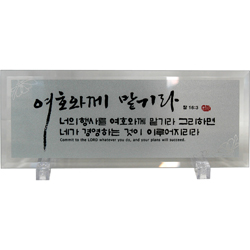 여호와께 맡기라
잠 16:3
너의 행사를 여호와께 맡기라 그리하면
네가 경영하는 것이 이루어지리라
Commit to the LORD whatever you do, and your plans will succeed.